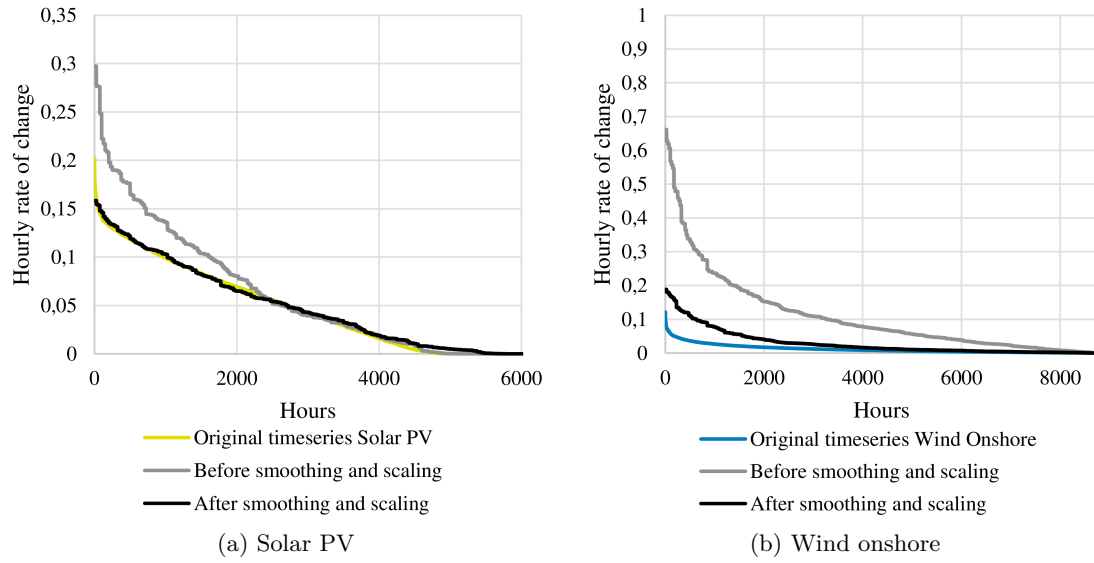 0,35
0,3
0,25
0,2
0,15
0,1
0,05
0
Hourly rate of change
0 2000 4000 6000
Hours
Original timeseries Solar PV
Before smoothing and scaling
After smoothing and scaling
(a) Solar PV
1
0,9
0,8
0,7
0,6
0,5
0,4
0,3
0,2
0,1
0
Hourly rate of change
0 2000 4000 6000 8000
Hours
Original timeseries Wind Onshore
Before smoothing and scaling
After smoothing and scaling
(b) Wind onshore